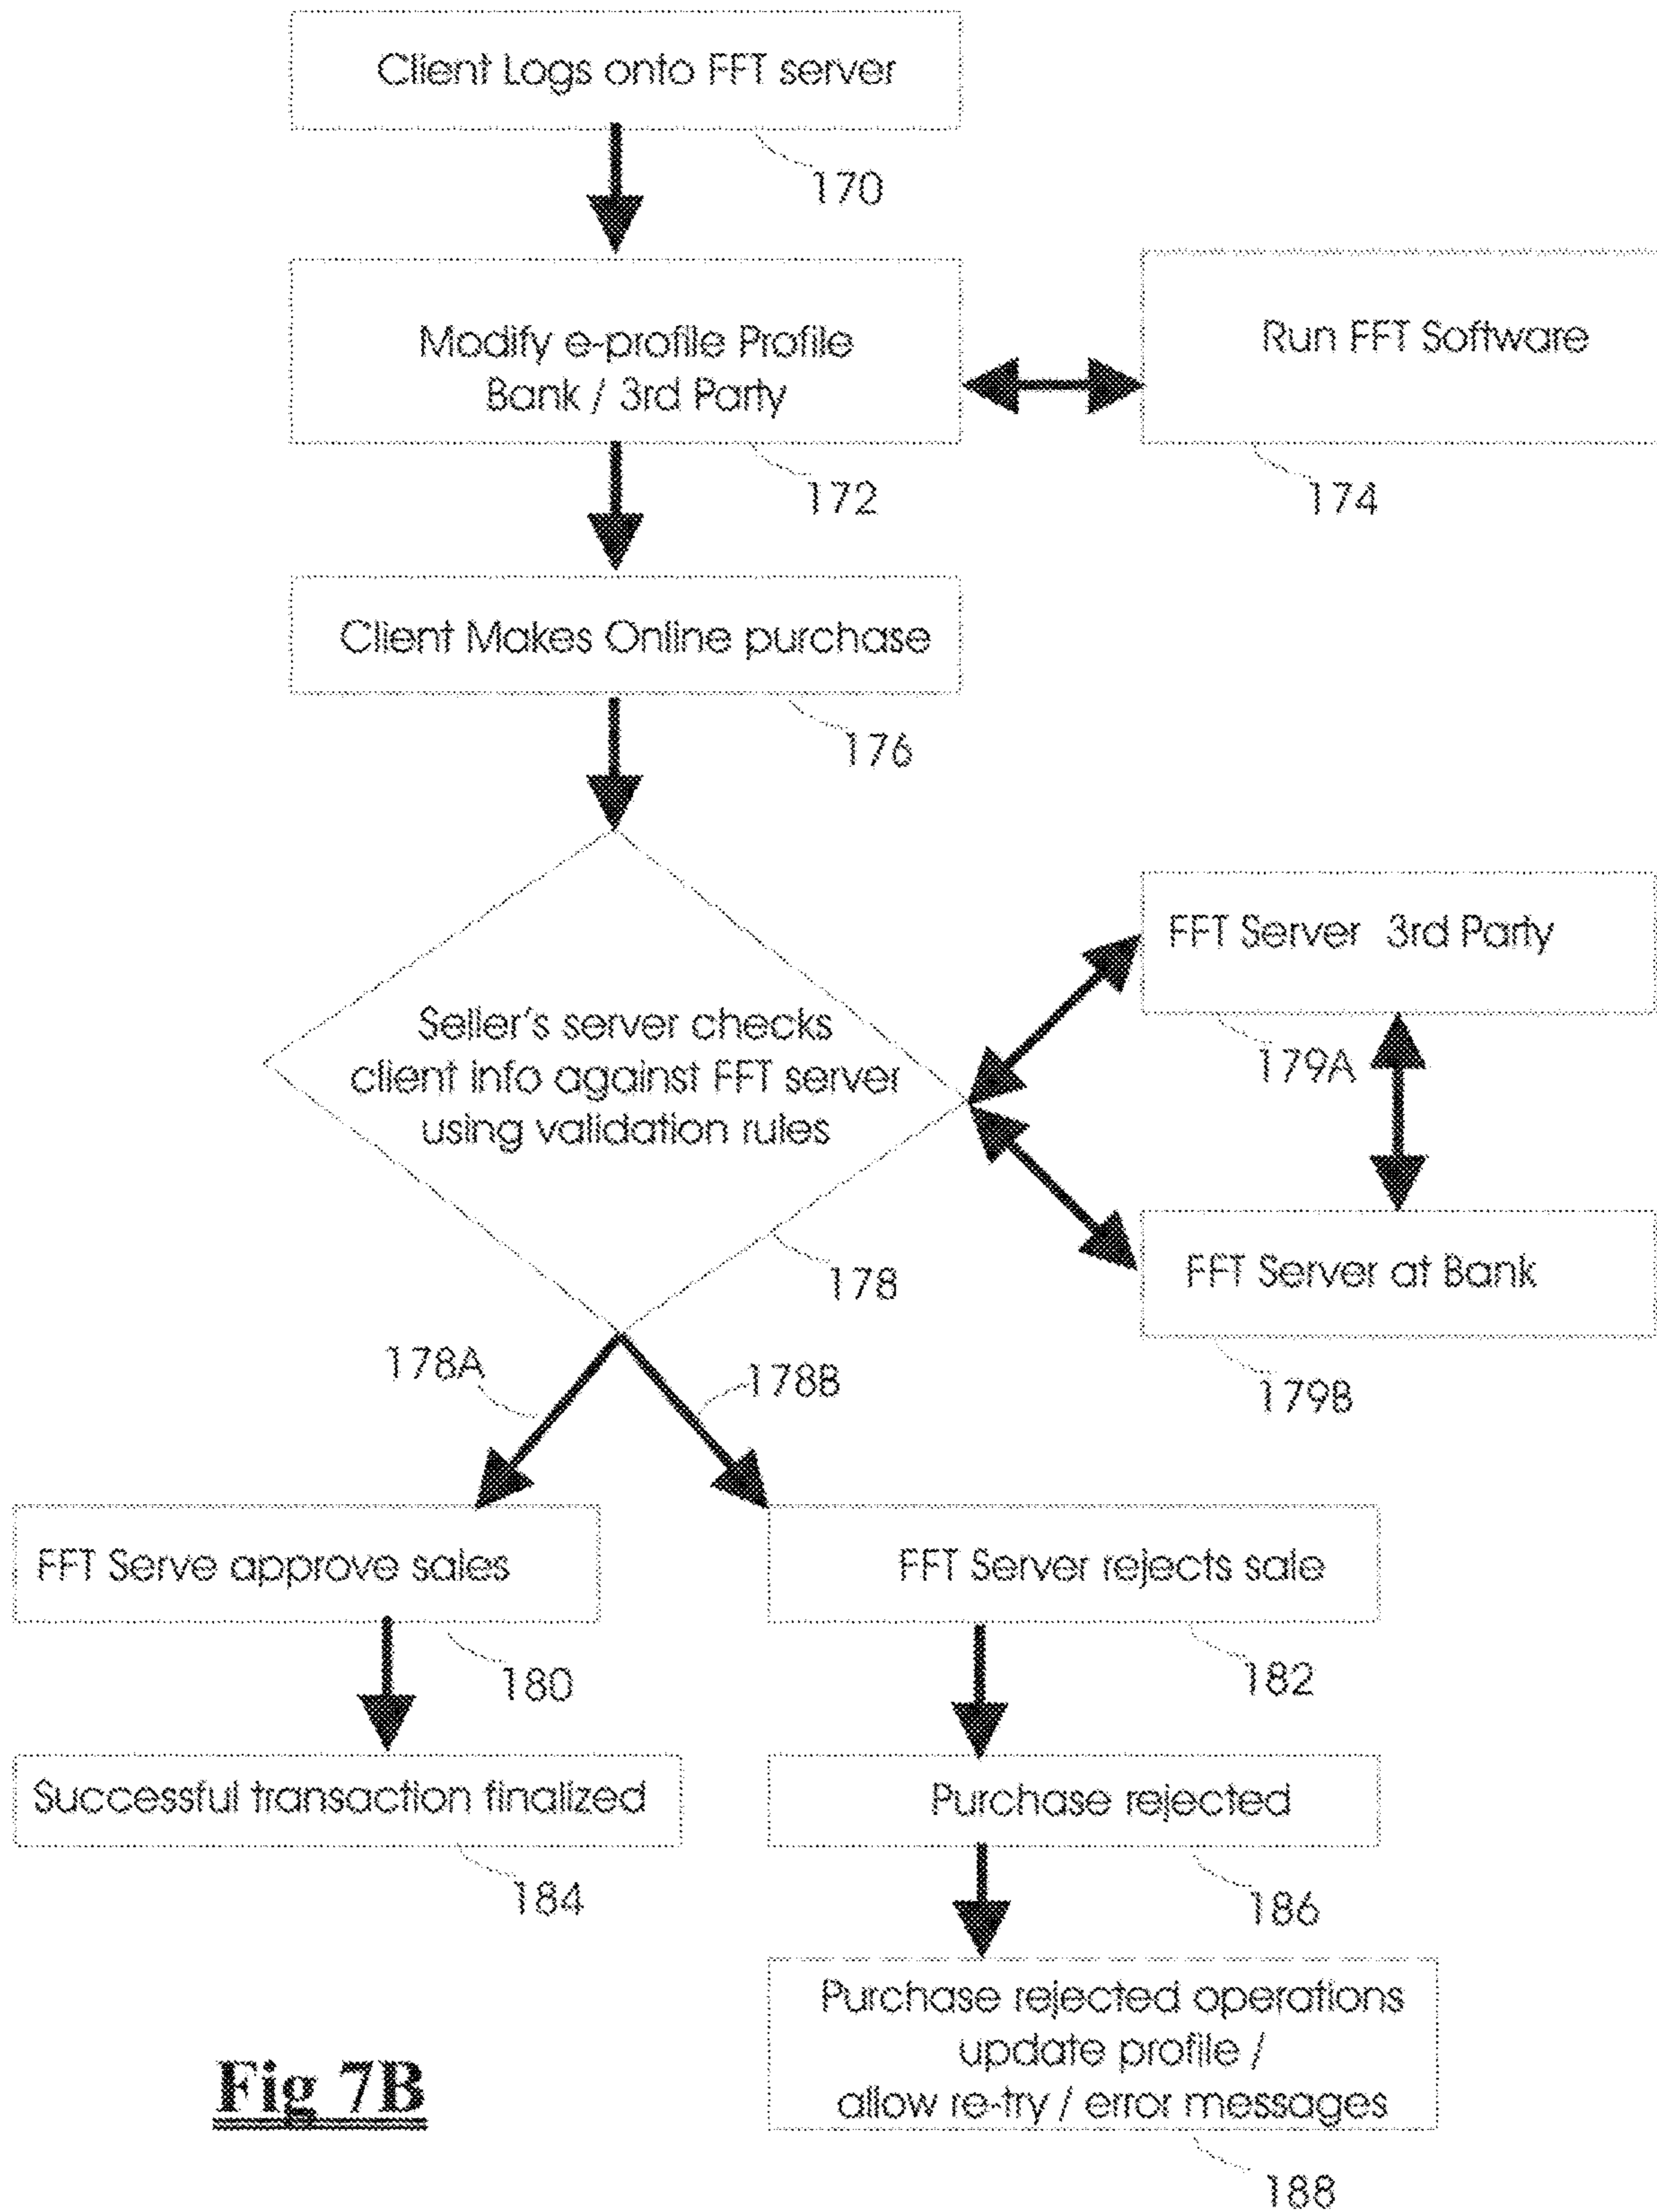 Client Logs onto FFT server
170
Modify e-profile Profile
Bank / 3rd Party
172
Run FFT Software
174
Client Makes Online purchase
176
Seller's server checks
client info against FFT server
using validation rules
178
FFT Server 3rd Party
179A
FFT Server at Bank
179B
178A
178B
FFT Serve approve sales
180
FFT Server rejects sale
182
Successful transaction finalized
184
Purchase rejected
186
Purchase rejected operations
update profile /
allow re-try / error messages
188
Fig 7B